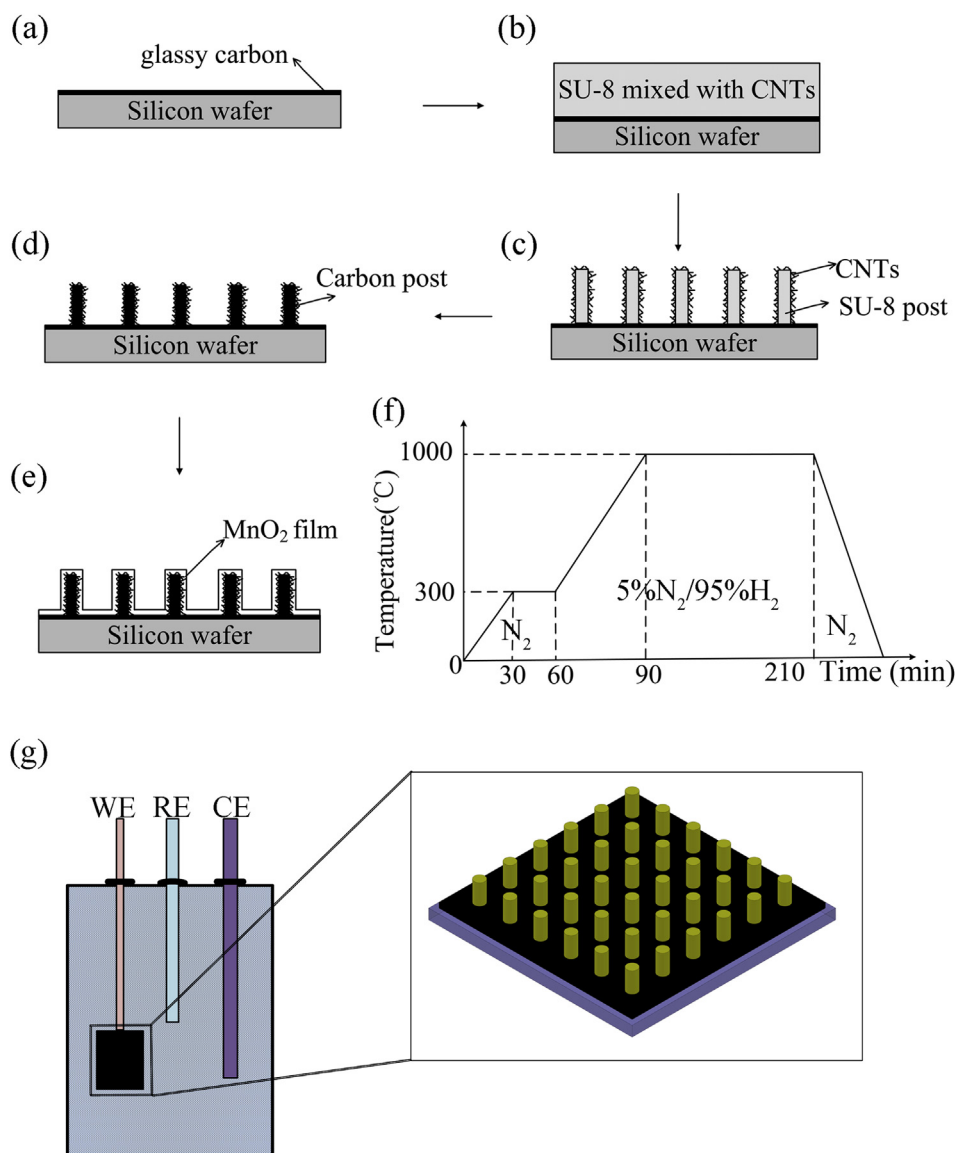 (a)
glassy carbon
Silicon wafer
(b)
SU-8 mixed with CNTs
Silicon wafer
(d)
Carbon post
Silicon wafer
(c)
CNTs
SU-8 post
Silicon wafer
(e)
MnO₂ film
Silicon wafer
(f)
Temperature(℃)
1000
300
0
N₂
5%N₂/95%H₂
N₂
30
60
90
210
Time (min)
(g)
WE
RE
CE